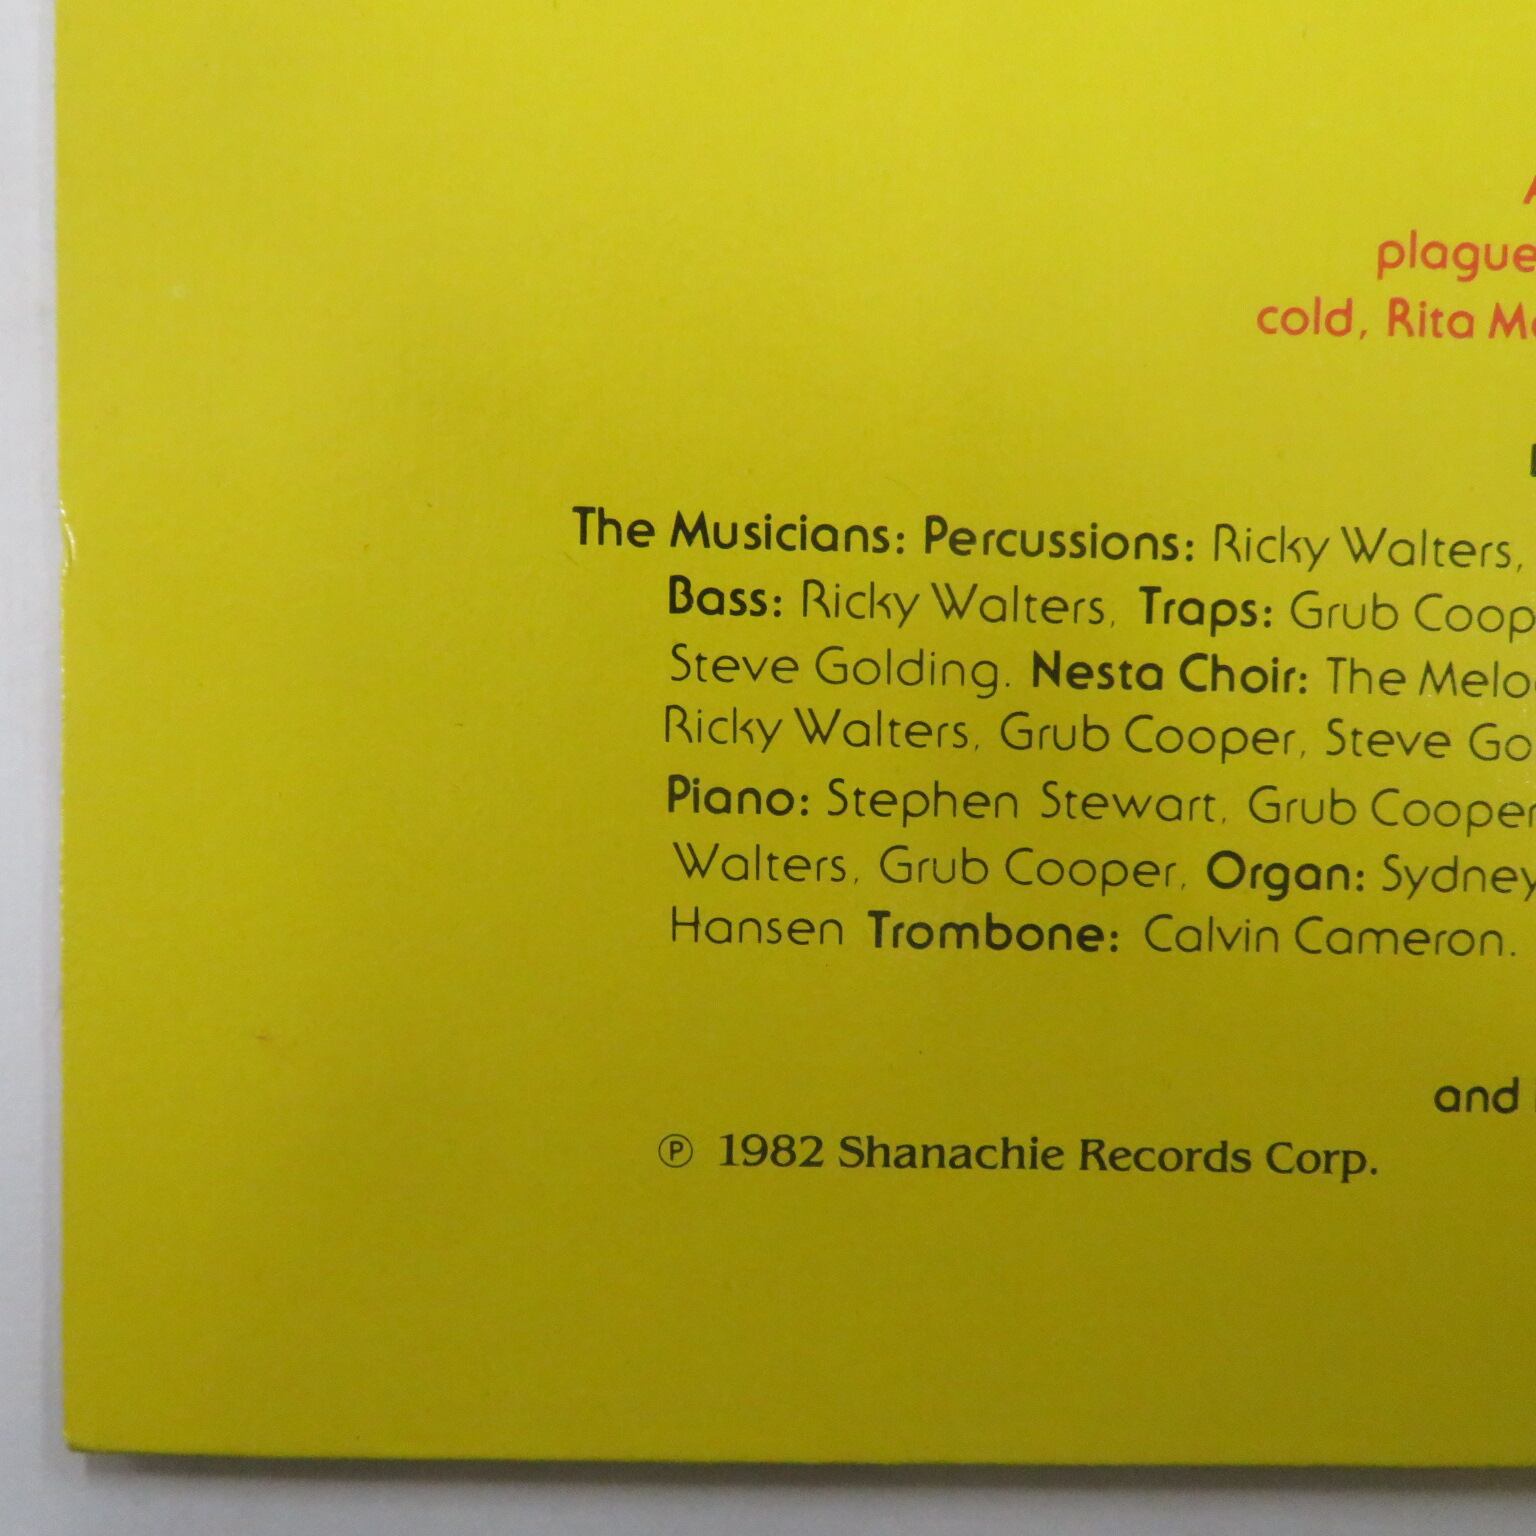 plague
cold, Rita
The Musicians: Percussions: Ricky Walters,
Bass: Ricky Walters, Traps: Grub
Steve Golding. Nesta Choir: The
Ricky Walters, Grub Cooper, Steve
Piano: Stephen Stewart, Grub Cooper
Walters, Grub Cooper, Organ: Sydney
Hansen Trombone: Calvin Cameron.
and
℗ 1982 Shanachie Records Corp.